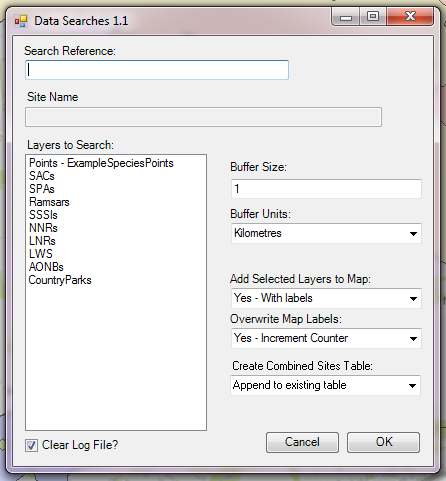 Data Searches 1.1
Search Reference:
Site Name
Layers to Search:
Points - ExampleSpeciesPoints
SACs
SPAs
Ramsars
SSSIs
NNRs
LNRs
LWS
AONBs
CountryParks
Buffer Size:
1
Buffer Units:
Kilometres
Add Selected Layers to Map:
Yes - With labels
Overwrite Map Labels:
Yes - Increment Counter
Create Combined Sites Table:
Append to existing table
Clear Log File?
Cancel
OK